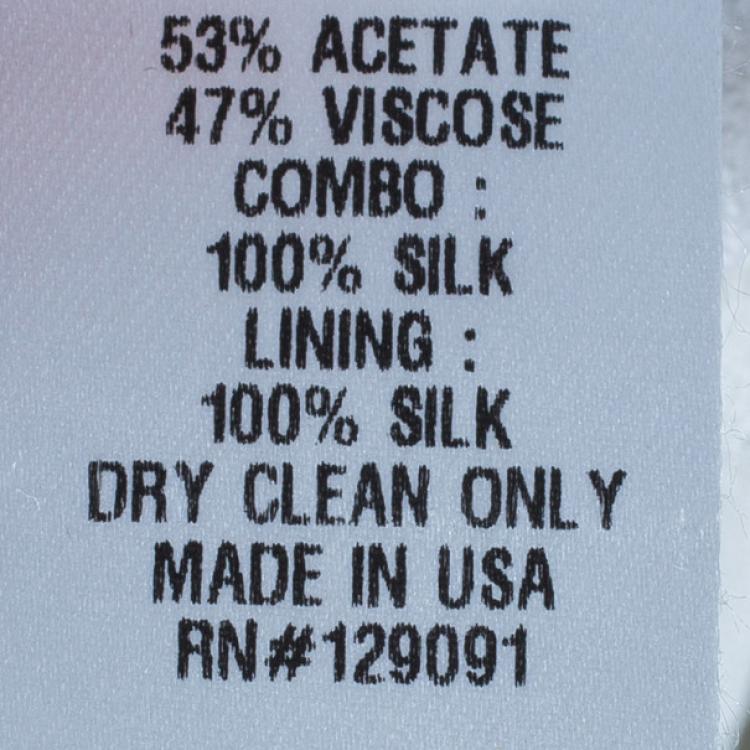 53% ACETATE
47% VISCOSE
COMBO :
100% SILK
LINING :
100% SILK
DRY CLEAN ONLY
MADE IN USA
RN#129091